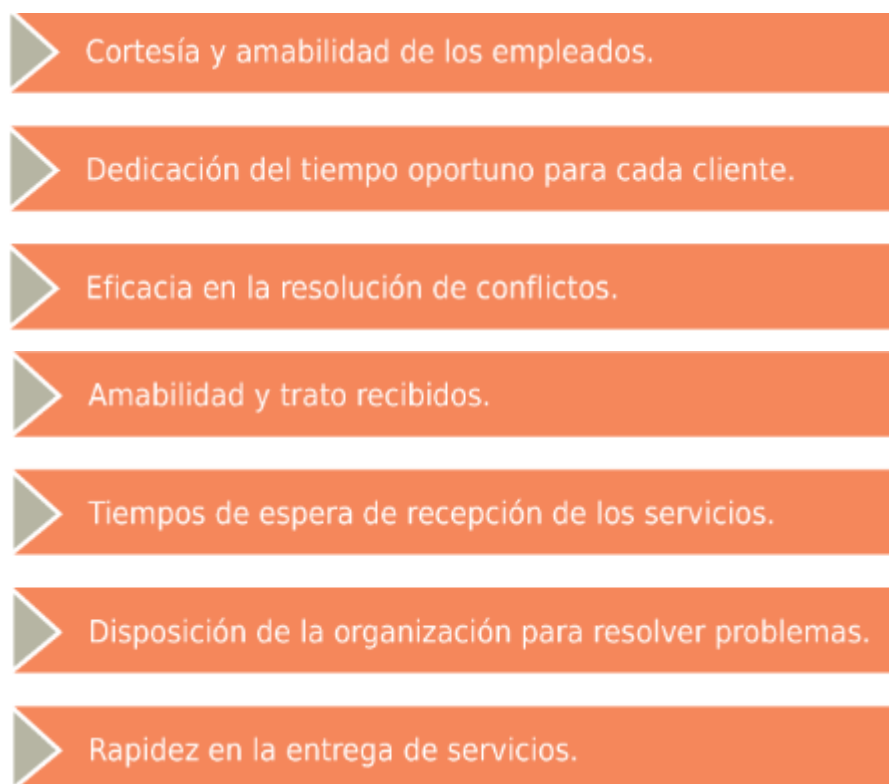 Cortesía y amabilidad de los empleados.
Dedicación del tiempo oportuno para cada cliente.
Eficacia en la resolución de conflictos.
Amabilidad y trato recibidos.
Tiempos de espera de recepción de los servicios.
Disposición de la organización para resolver problemas.
Rapidez en la entrega de servicios.